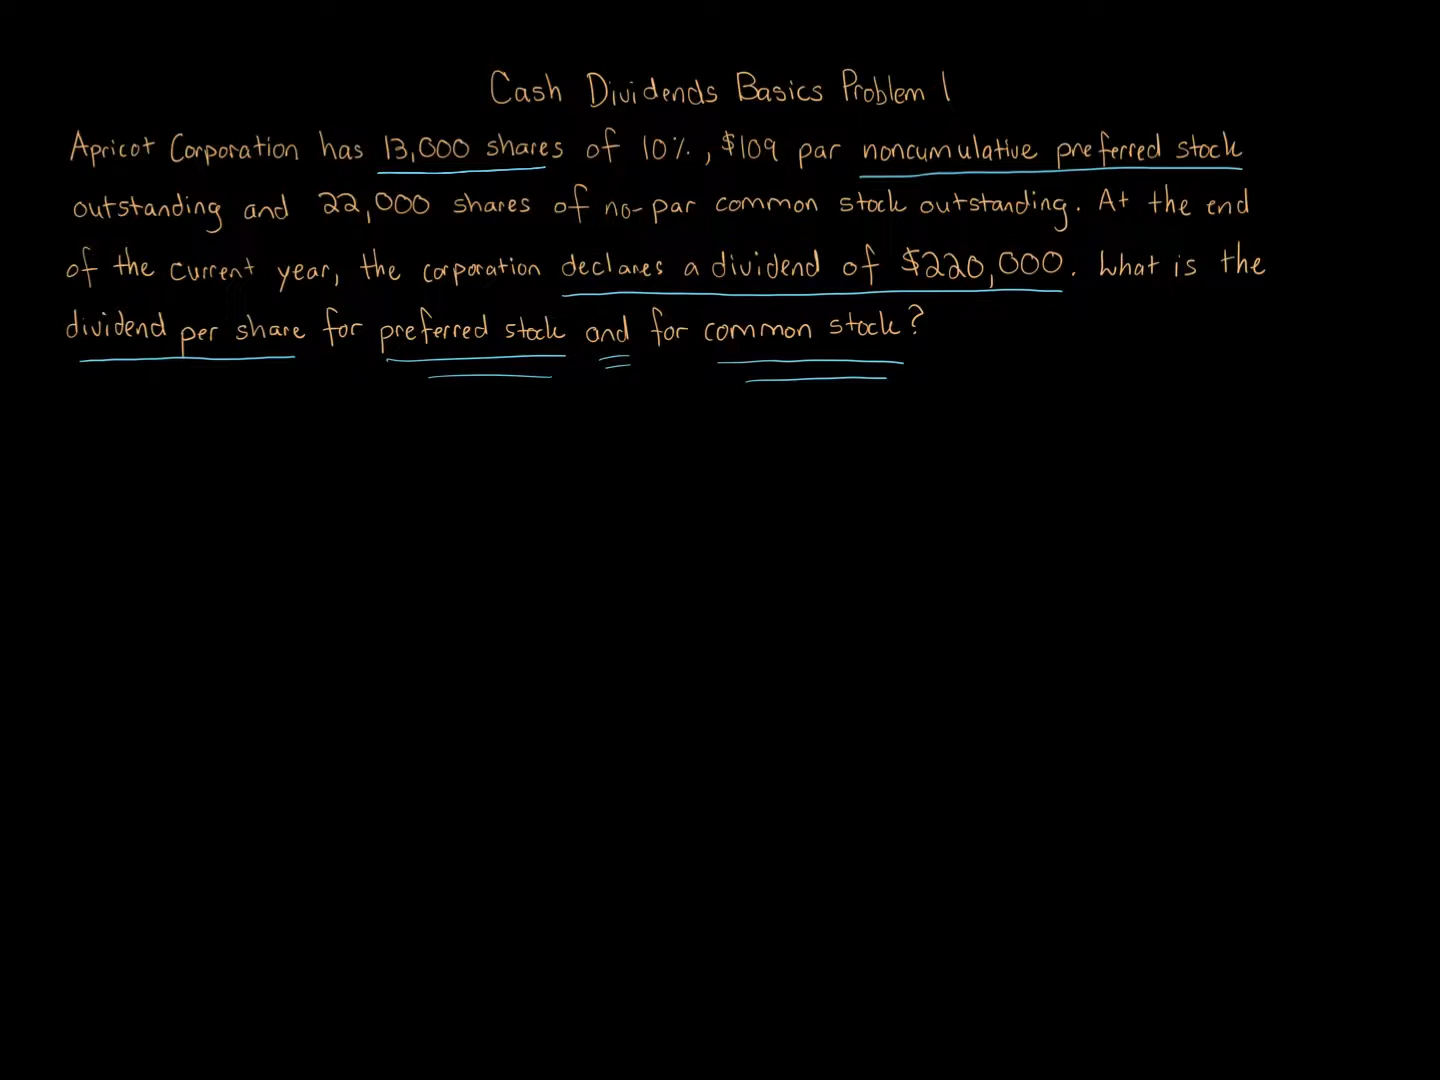 Cash Dividends Basics Problem 1
Apricot Corporation has 13,000 shares of 10%, $109 par noncumulative preferred stock
outstanding and 22,000 shares of no-par common stock outstanding. At the end
of the current year, the corporation declares a dividend of $220,000. What is the
dividend per share for preferred stock and for common stock?